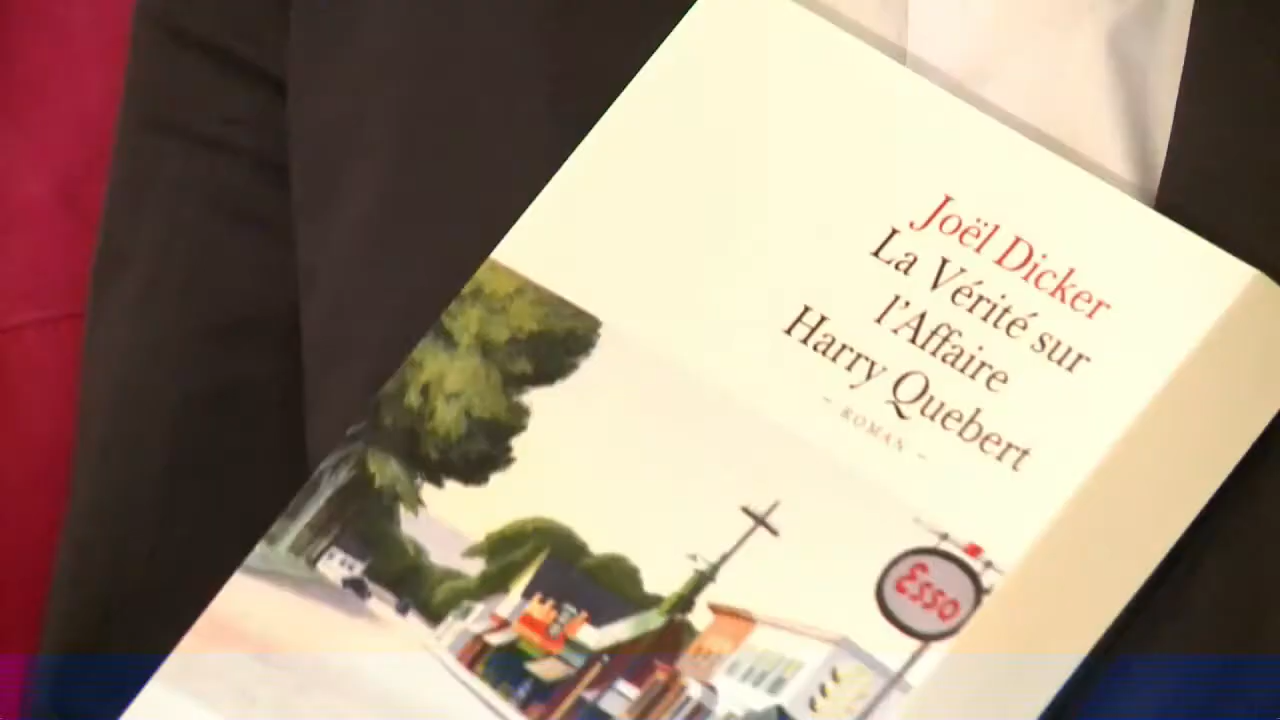 Joël Dicker
La Vérité sur
l'Affaire
Harry Quebert
- ROMAN -
Esso